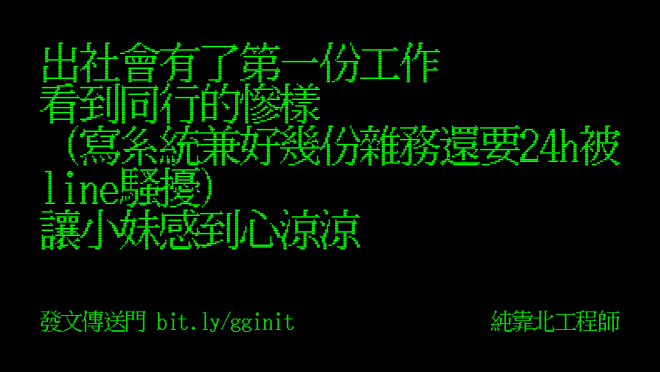 出社會有了第一份工作
看到同行的慘樣
（寫系統兼好幾份雜務還要24h被
line騷擾）
讓小妹感到心涼涼
發文傳送門 bit.ly/gginit
純靠北工程師